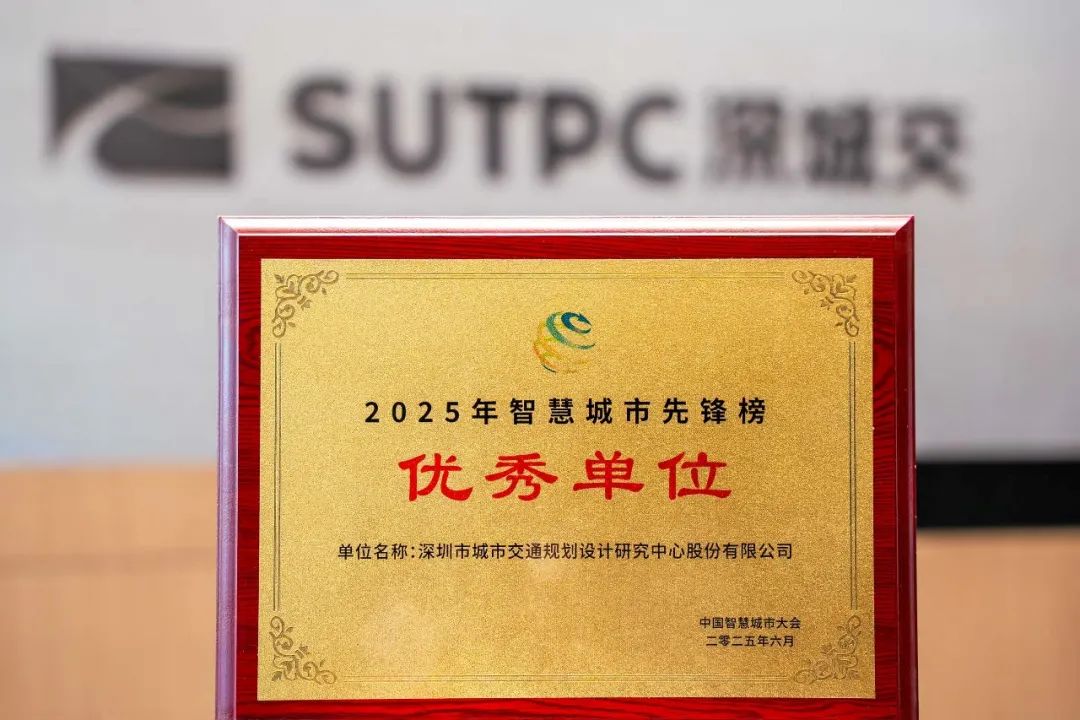 SUTPC 深城交
2025年智慧城市先锋榜
优秀单位
单位名称:深圳市城市交通规划设计研究中心股份有限公司
中国智慧城市大会
二零二五年六月